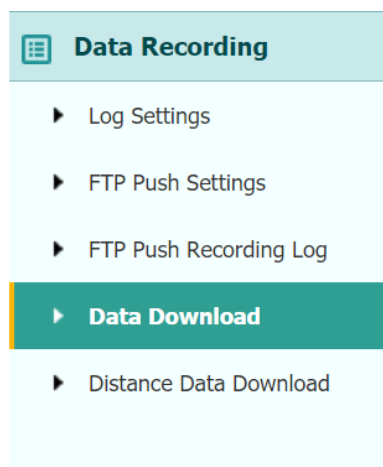 Data Recording
Log Settings
FTP Push Settings
FTP Push Recording Log
Data Download
Distance Data Download